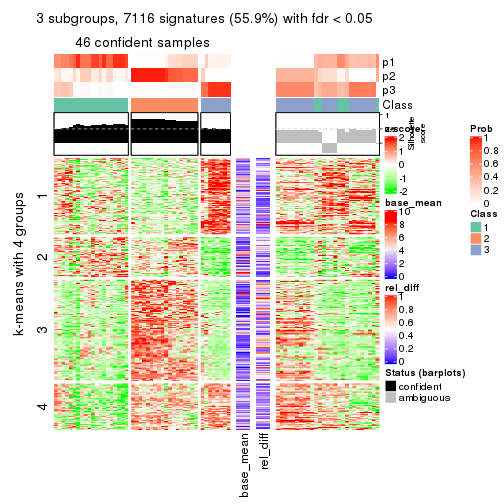 3 subgroups, 7116 signatures (55.9%) with fdr < 0.05
46 confident samples
p1
p2
p3
Class
1
Silhouette
score
k-means with 4 groups
1
2
3
4
base_mean
rel_diff
z-score
2
1
0
-1
-2
base_mean
10
8
6
4
2
0
rel_diff
1
0.8
0.6
0.4
0.2
0
Status (barplots)
confident
ambiguous
Prob
1
0.8
0.6
0.4
0.2
0
Class
1
2
3